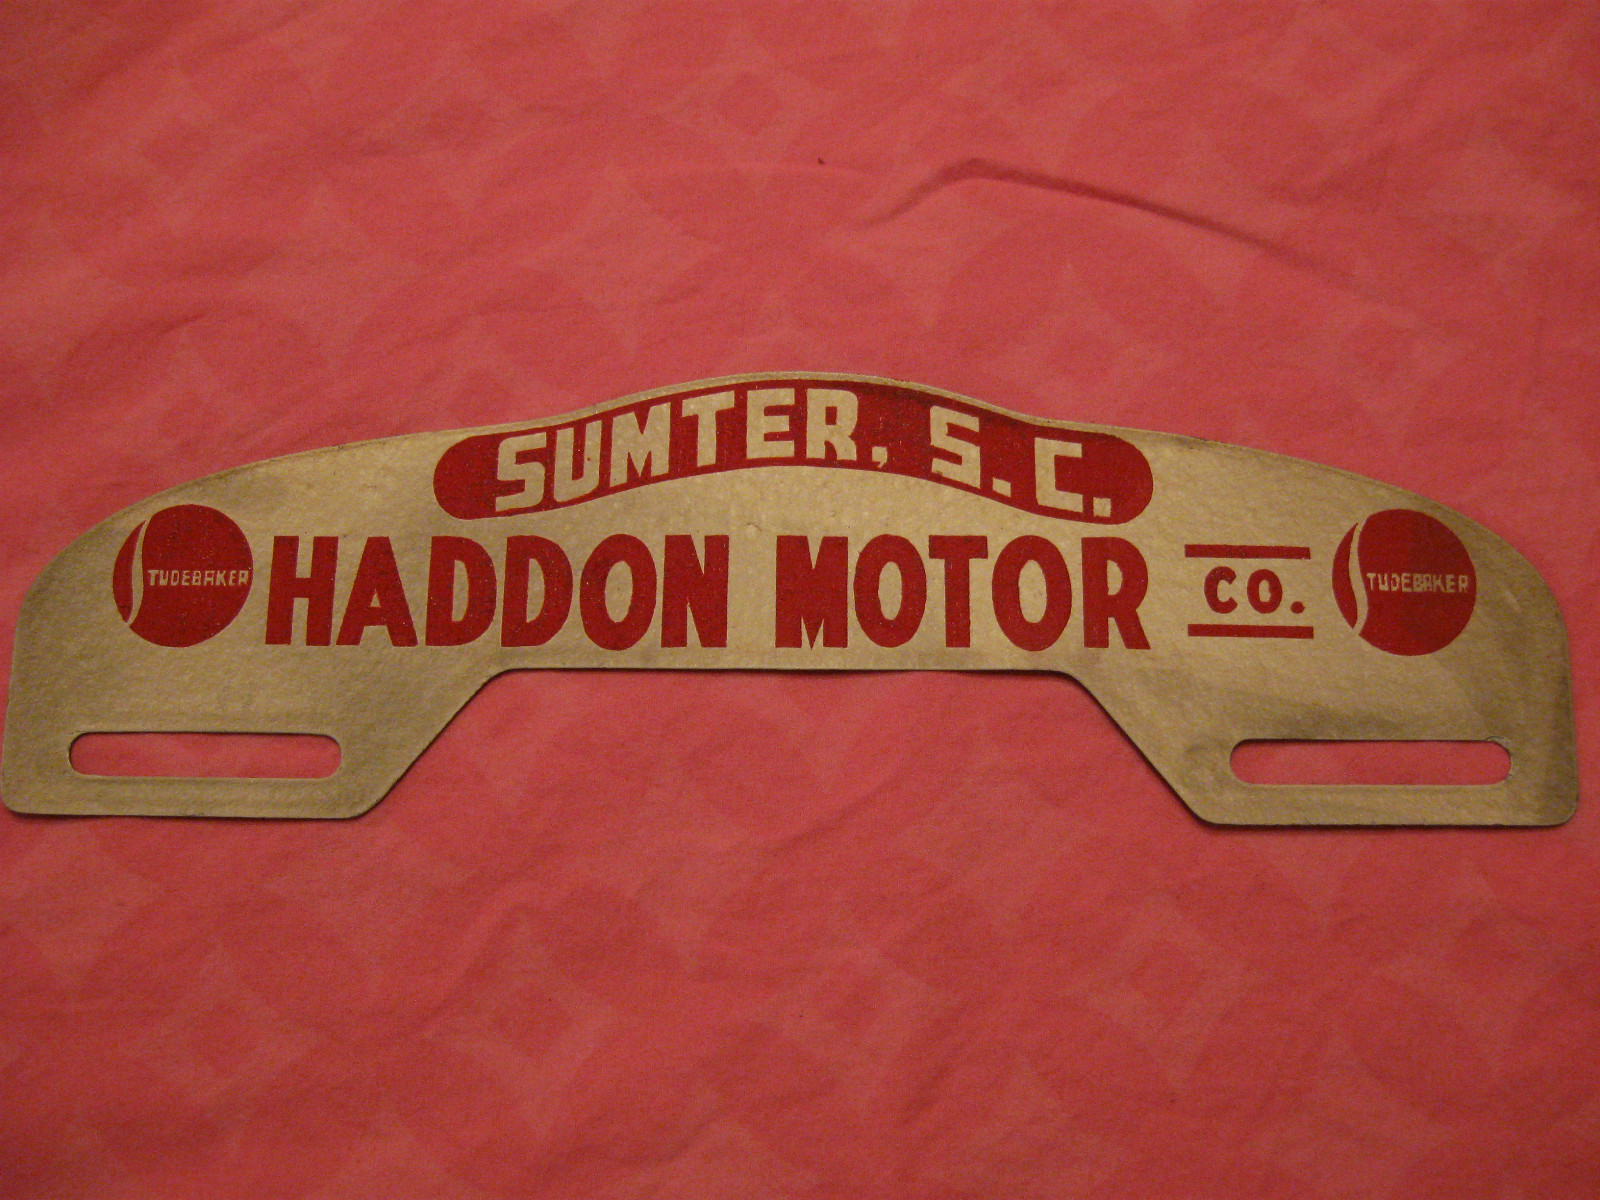 SUMTER, S. C.
STUDEBAKER HADDON MOTOR CO. STUDEBAKER